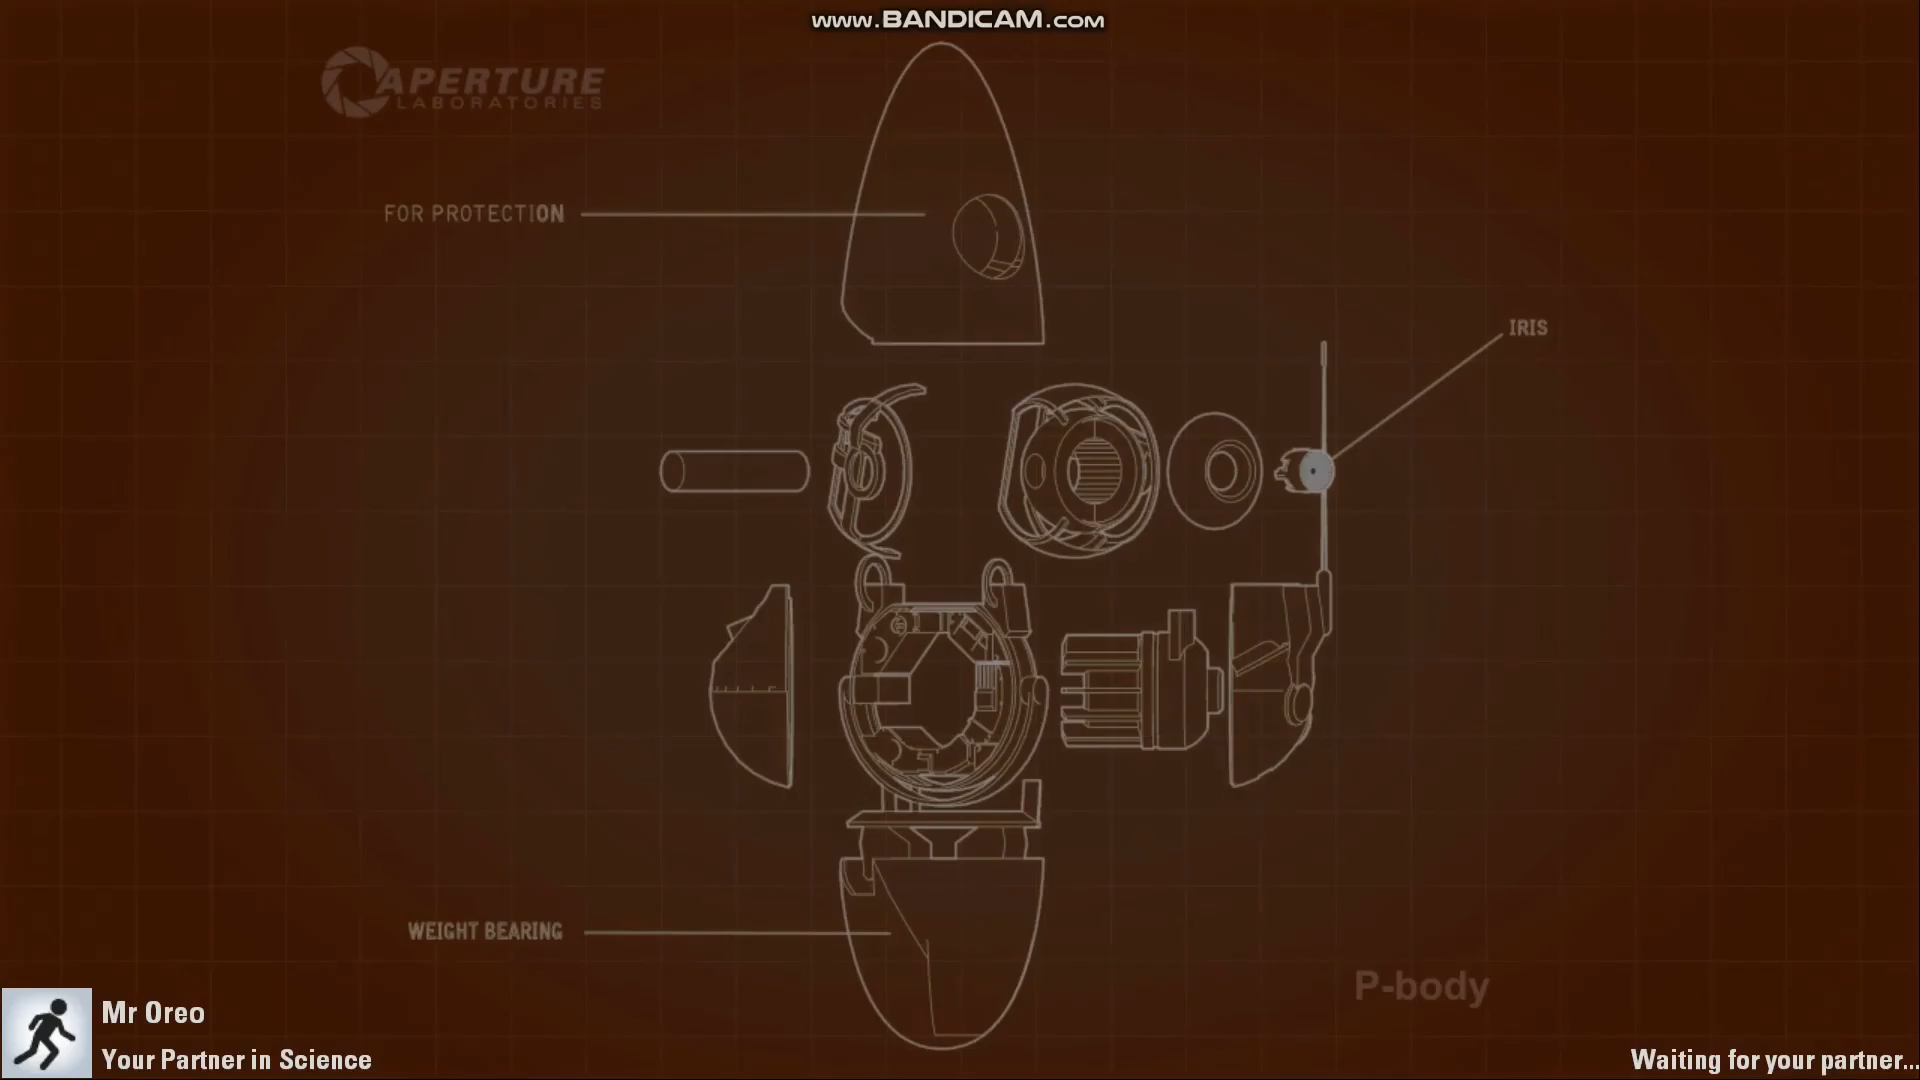 www.BANDICAM.com
APERTURE
LABORATORIES
FOR PROTECTION
IRIS
WEIGHT BEARING
P-body
Mr Oreo
Your Partner in Science
Waiting for your partner...